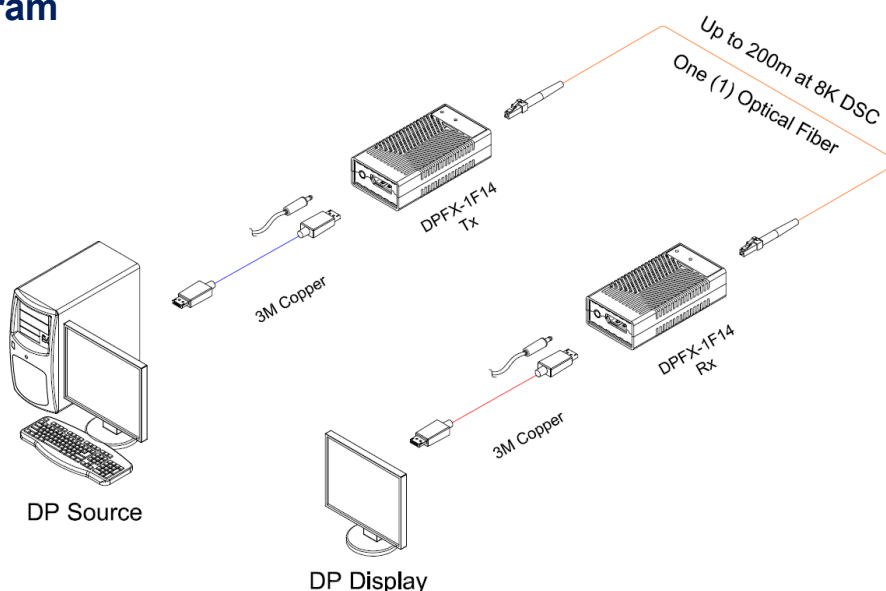 ram
Up to 200m at 8K DSC
One (1) Optical Fiber
DPFX-1F14
Tx
3M Copper
DPFX-1F14
Rx
3M Copper
DP Source
DP Display